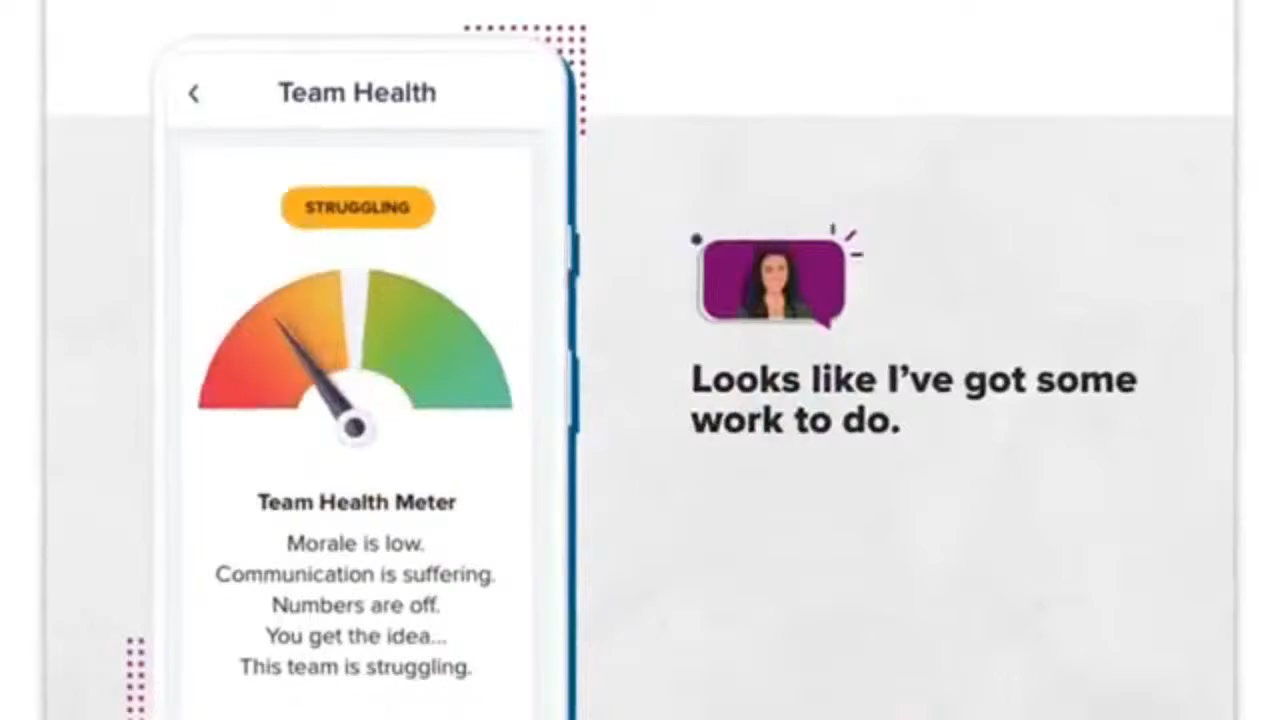 Team Health
STRUGGLING
Looks like I've got some
work to do.
Team Health Meter
Morale is low.
Communication is suffering.
Numbers are off.
You get the idea...
This team is struggling.